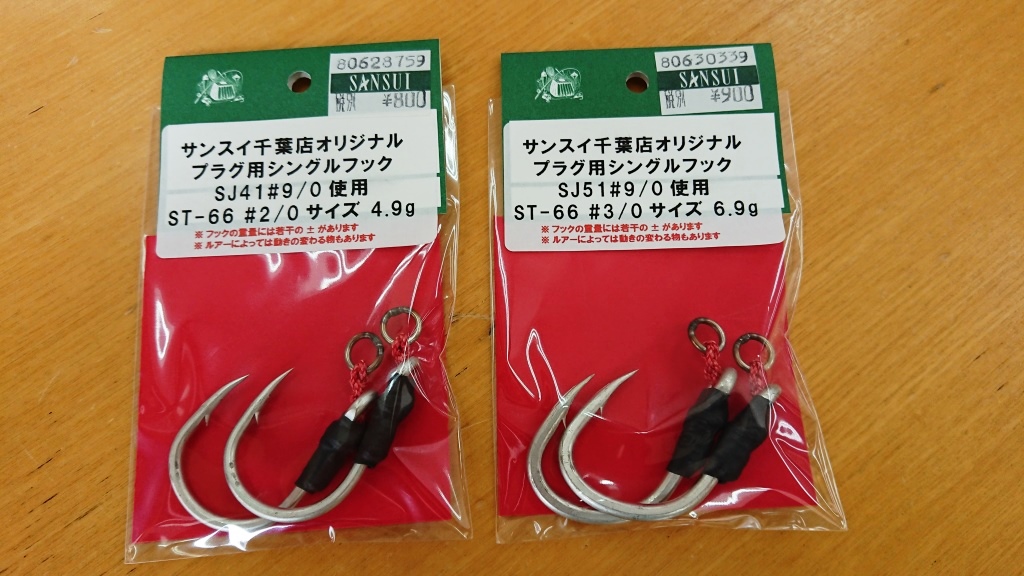 80628759
SANSUI
税別 ¥800
サンスイ千葉店オリジナル
プラグ用シングルフック
SJ41#9/0 使用
ST-66 #2/0 サイズ 4.9g
※ フックの重量には若干の ± があります
※ ルアーによっては動きの変わる物もあります
80630339
SANSUI
税別 ¥900
サンスイ千葉店オリジナル
プラグ用シングルフック
SJ51#9/0 使用
ST-66 #3/0 サイズ 6.9g
※ フックの重量には若干の ± があります
※ ルアーによっては動きの変わる物もあります